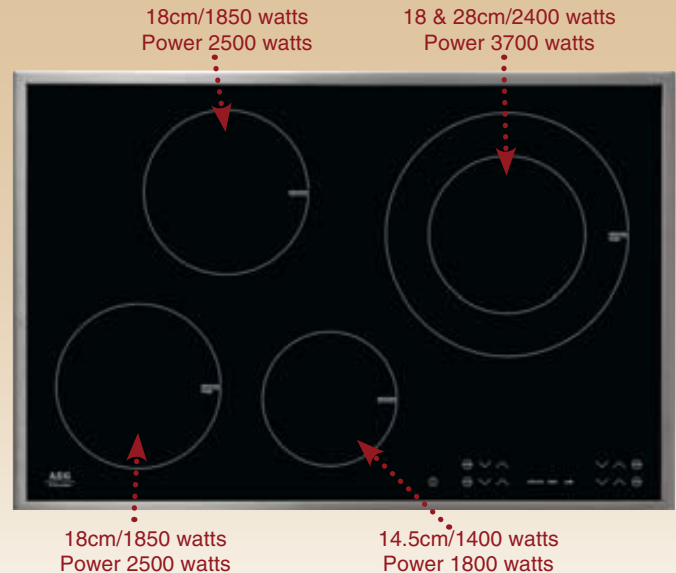 18cm/1850 watts
Power 2500 watts
18 & 28cm/2400 watts
Power 3700 watts
AEG
18cm/1850 watts
Power 2500 watts
14.5cm/1400 watts
Power 1800 watts